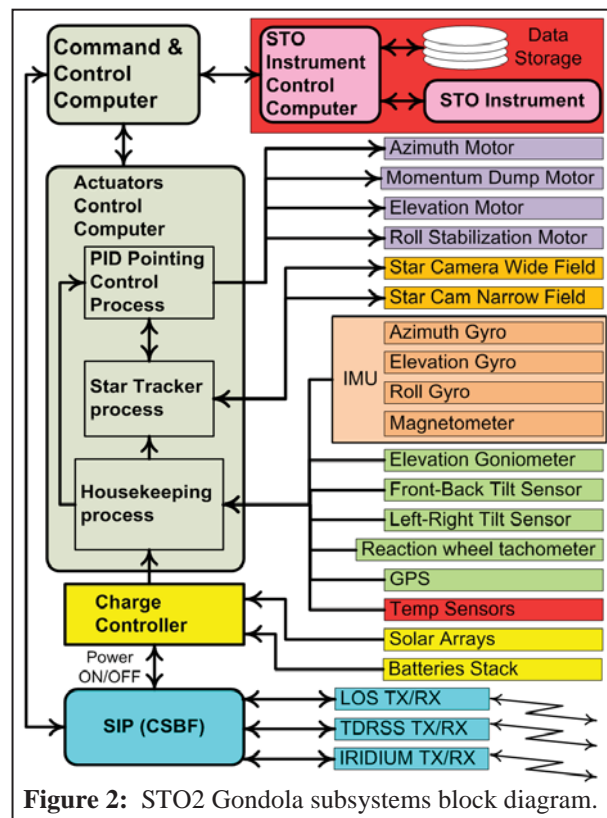 Command &
Control
Computer
STO
Instrument
Control
Computer
Data
Storage
STO Instrument
Actuators
Control
Computer
PID Pointing
Control
Process
Star Tracker
process
Housekeeping
process
Azimuth Motor
Momentum Dump Motor
Elevation Motor
Roll Stabilization Motor
Star Camera Wide Field
Star Cam Narrow Field
IMU
Azimuth Gyro
Elevation Gyro
Roll Gyro
Magnetometer
Elevation Goniometer
Front-Back Tilt Sensor
Left-Right Tilt Sensor
Reaction wheel tachometer
GPS
Temp Sensors
Solar Arrays
Batteries Stack
Charge
Controller
Power
ON/OFF
SIP (CSBF)
LOS TX/RX
TDRSS TX/RX
IRIDIUM TX/RX
Figure 2: STO2 Gondola subsystems block diagram.